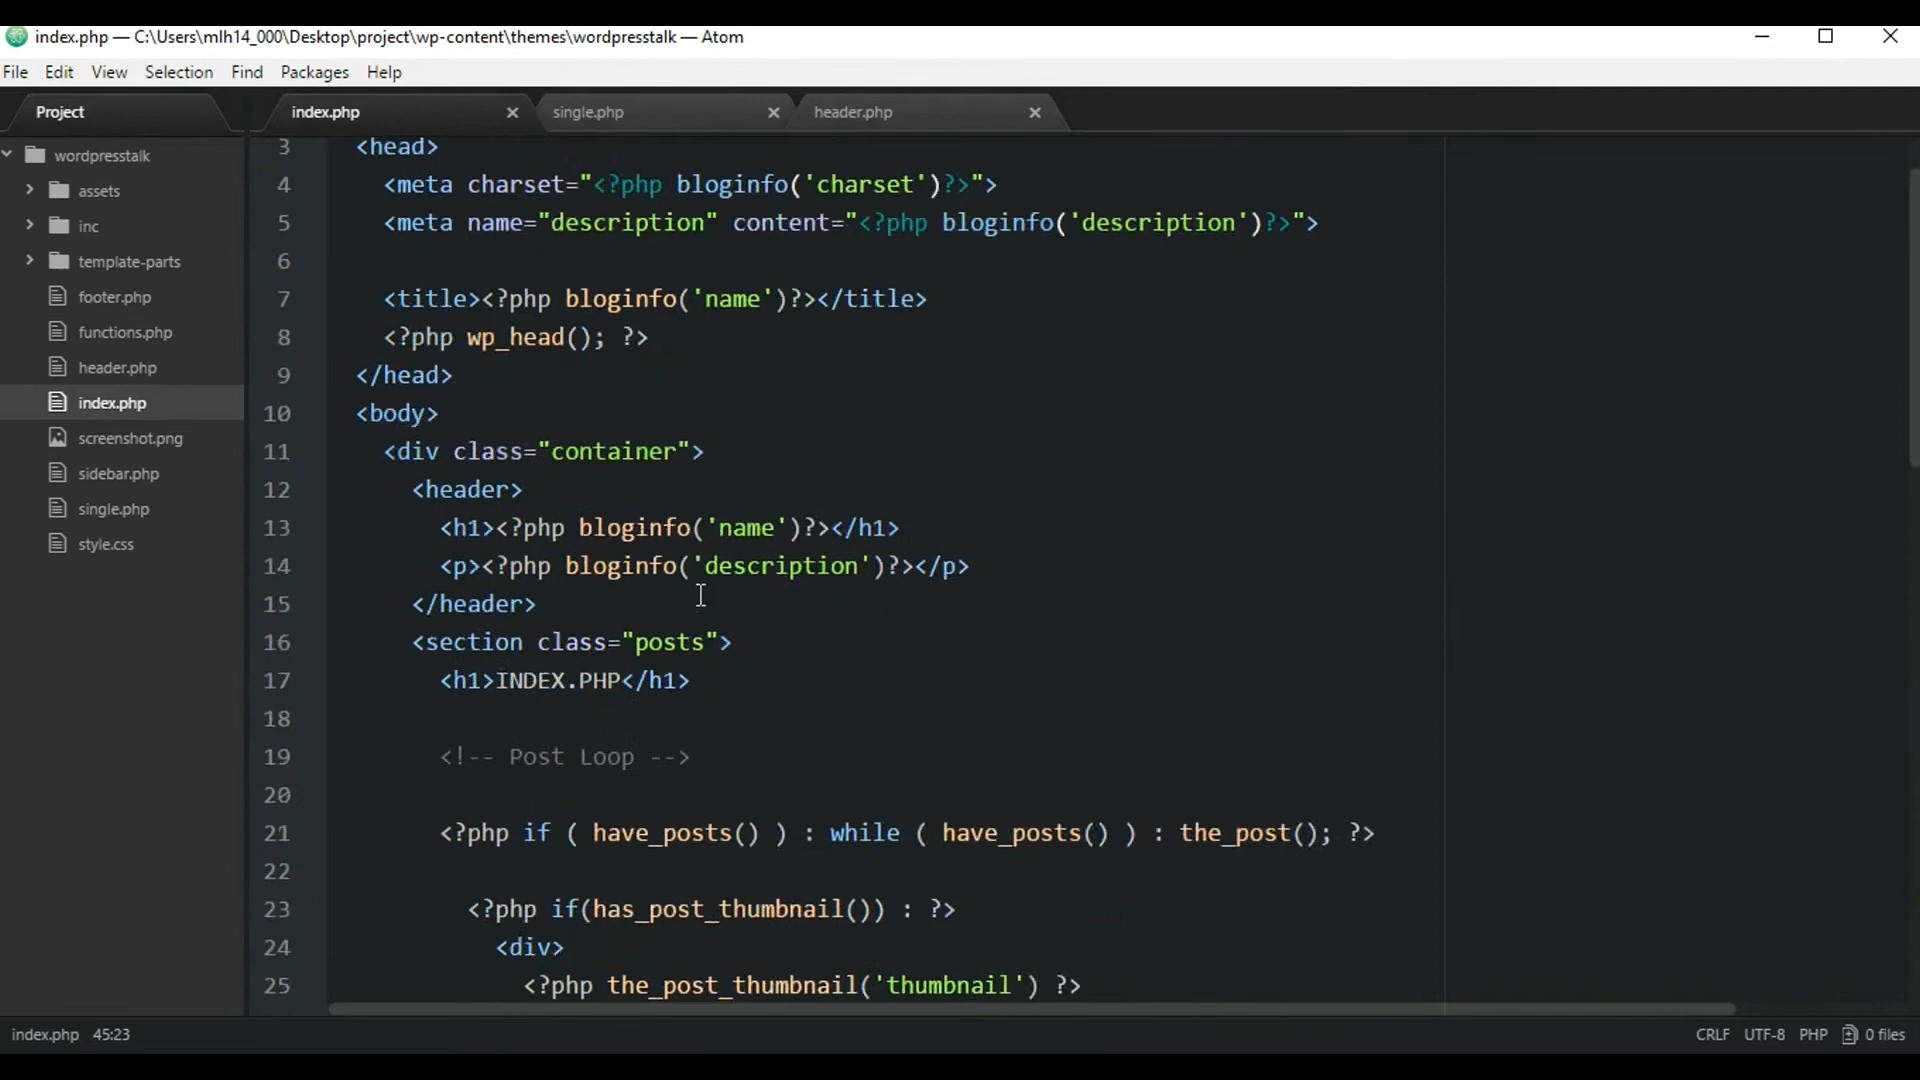 index.php — C:\Users\mlh14_000\Desktop\project\wp-content\themes\wordpresstalk — Atom
File Edit View Selection Find Packages Help
Project
wordpresstalk
assets
inc
template-parts
footer.php
functions.php
header.php
index.php
screenshot.png
sidebar.php
single.php
style.css
index.php single.php header.php
3 <head>
4 <meta charset="<?php bloginfo('charset')?>">
5 <meta name="description" content="<?php bloginfo('description')?>">
6
7 <title><?php bloginfo('name')?></title>
8 <?php wp_head(); ?>
9 </head>
10 <body>
11 <div class="container">
12 <header>
13 <h1><?php bloginfo('name')?></h1>
14 <p><?php bloginfo('description')?></p>
15 </header>
16 <section class="posts">
17 <h1>INDEX.PHP</h1>
18
19 <!-- Post Loop -->
20
21 <?php if ( have_posts() ) : while ( have_posts() ) : the_post(); ?>
22
23 <?php if(has_post_thumbnail()) : ?>
24 <div>
25 <?php the_post_thumbnail('thumbnail') ?>
index.php 45:23 CRLF UTF-8 PHP 0 files